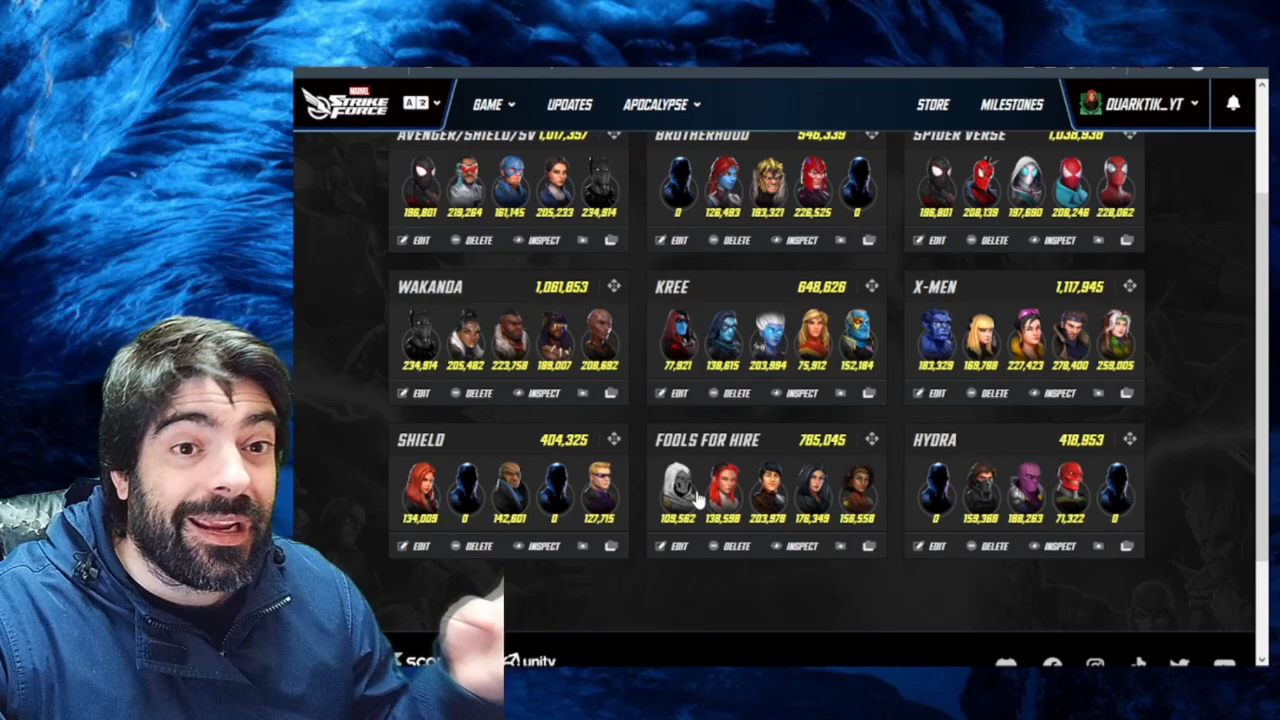 MARVEL
STRIKE FORCE
GAME UPDATES APOCALYPSE STORE MILESTONES QUARKTIK_YT
AVENGER/SHIELD/SV 1,017,357 BROTHERHOOD 546,339 SPIDER VERSE 1,038,938
196,801 219,264 161,145 205,233 234,914 0 126,493 193,321 226,525 0 196,801 208,139 197,690 208,246 228,062
EDIT DELETE INSPECT EDIT DELETE INSPECT EDIT DELETE INSPECT
WAKANDA 1,061,853 KREE 648,626 X-MEN 1,117,945
234,914 205,482 223,758 189,007 208,692 77,921 138,615 203,994 75,912 152,184 183,329 169,788 227,423 278,400 259,005
EDIT DELETE INSPECT EDIT DELETE INSPECT EDIT DELETE INSPECT
SHIELD 404,325 FOOLS FOR HIRE 785,045 HYDRA 418,953
134,009 0 142,601 0 127,715 109,562 138,598 203,978 176,349 156,558 0 159,368 188,263 71,322 0
EDIT DELETE INSPECT EDIT DELETE INSPECT EDIT DELETE INSPECT
unity